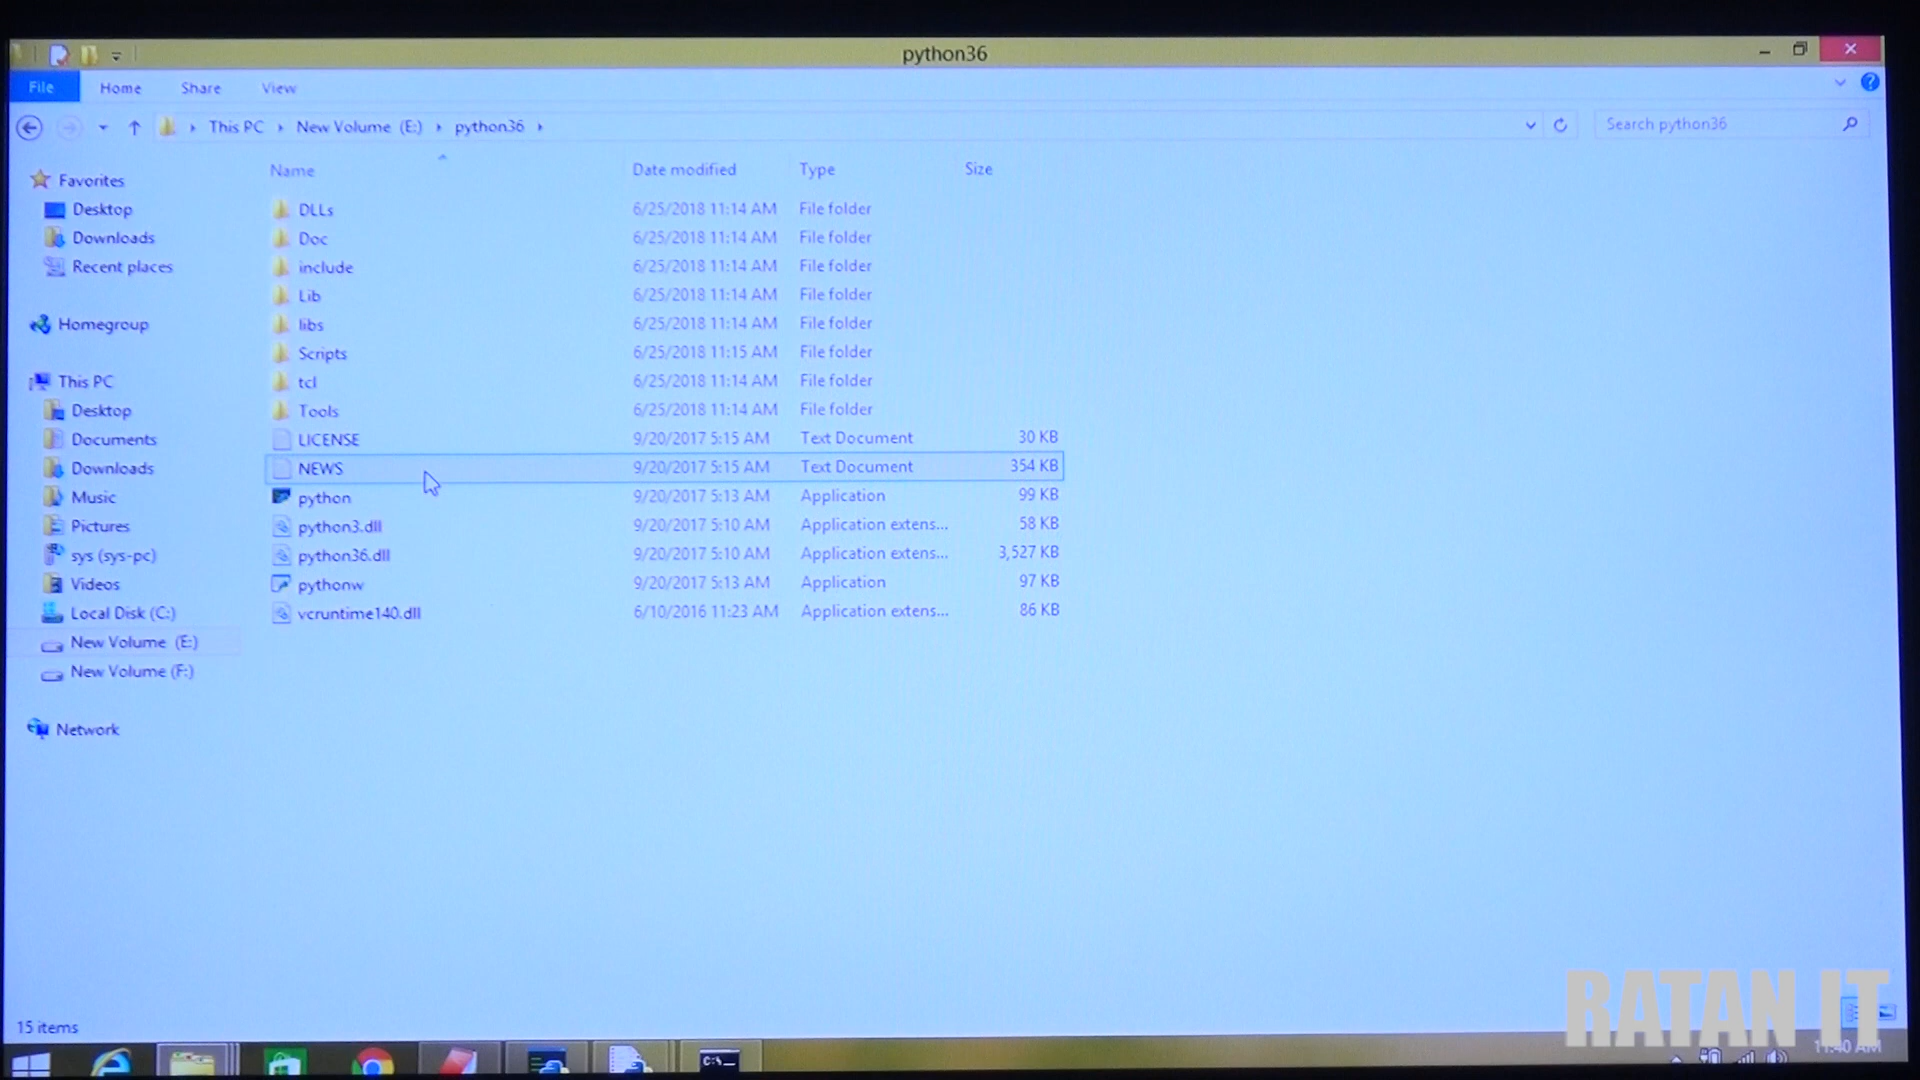 python36
File Home Share View
This PC New Volume (E:) python36
Search python36
Name Date modified Type Size
Favorites
Desktop
Downloads
Recent places
Homegroup
This PC
Desktop
Documents
Downloads
Music
Pictures
sys (sys-pc)
Videos
Local Disk (C:)
New Volume (E:)
New Volume (F:)
Network
DLLs 6/25/2018 11:14 AM File folder
Doc 6/25/2018 11:14 AM File folder
include 6/25/2018 11:14 AM File folder
Lib 6/25/2018 11:14 AM File folder
libs 6/25/2018 11:14 AM File folder
Scripts 6/25/2018 11:15 AM File folder
tcl 6/25/2018 11:14 AM File folder
Tools 6/25/2018 11:14 AM File folder
LICENSE 9/20/2017 5:15 AM Text Document 30 KB
NEWS 9/20/2017 5:15 AM Text Document 354 KB
python 9/20/2017 5:13 AM Application 99 KB
python3.dll 9/20/2017 5:10 AM Application extens... 58 KB
python36.dll 9/20/2017 5:10 AM Application extens... 3,527 KB
pythonw 9/20/2017 5:13 AM Application 97 KB
vcruntime140.dll 6/10/2016 11:23 AM Application extens... 86 KB
15 items
RATAN IT
C:\_
11:40 AM